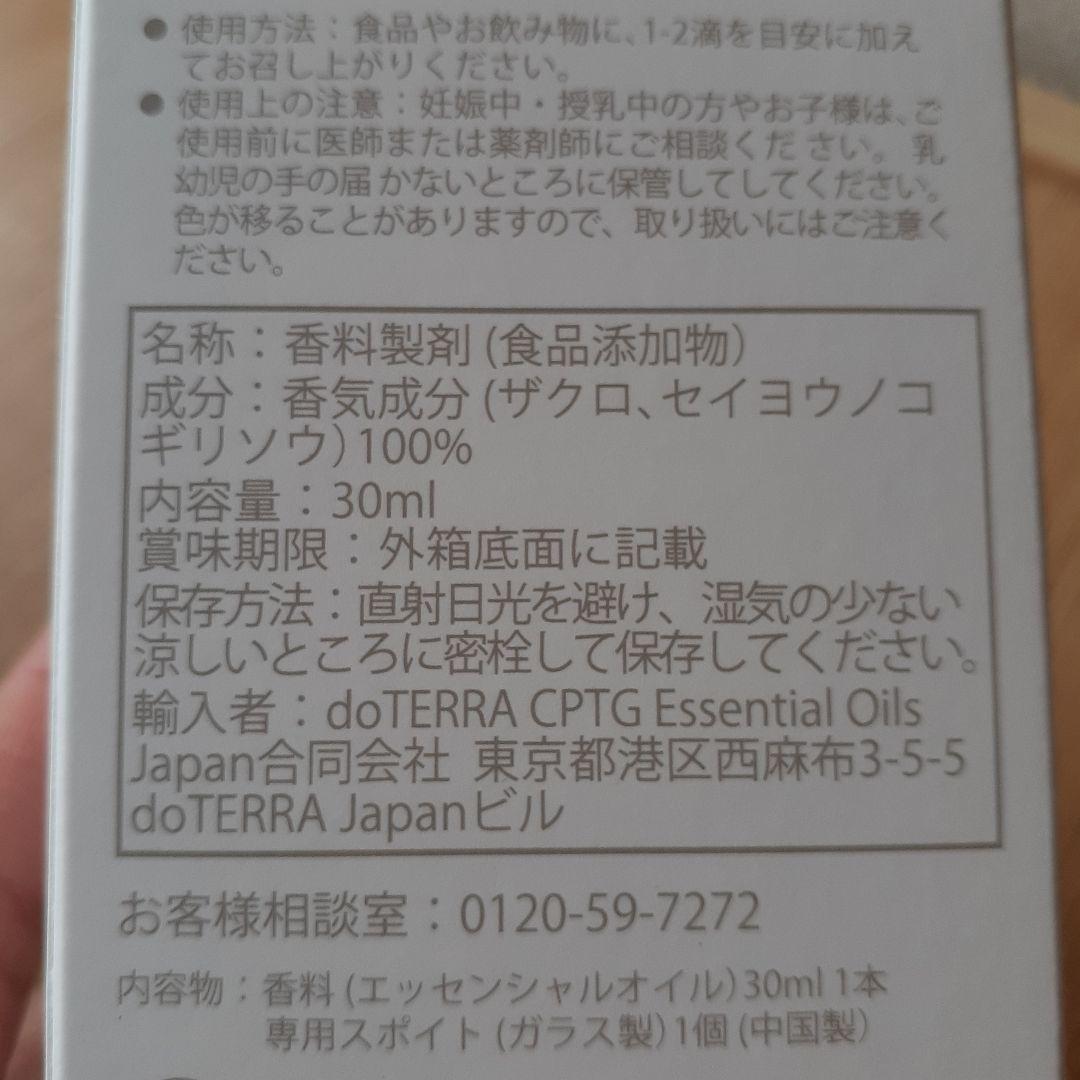 ● 使用方法：食品やお飲み物に、1-2滴を目安に加え
てお召し上がりください。
● 使用上の注意：妊娠中・授乳中の方やお子様は、ご
使用前に医師または薬剤師にご相談ください。乳
幼児の手の届かないところに保管してしてください。
色が移ることがありますので、取り扱いにはご注意く
ださい。
名称：香料製剤 (食品添加物)
成分：香気成分 (ザクロ、セイヨウノコ
ギリソウ) 100%
内容量：30ml
賞味期限：外箱底面に記載
保存方法：直射日光を避け、湿気の少ない
涼しいところに密栓して保存してください。
輸入者：doTERRA CPTG Essential Oils
Japan合同会社 東京都港区西麻布3-5-5
doTERRA Japanビル
お客様相談室：0120-59-7272
内容物：香料 (エッセンシャルオイル) 30ml 1本
専用スポイト (ガラス製) 1個 (中国製)